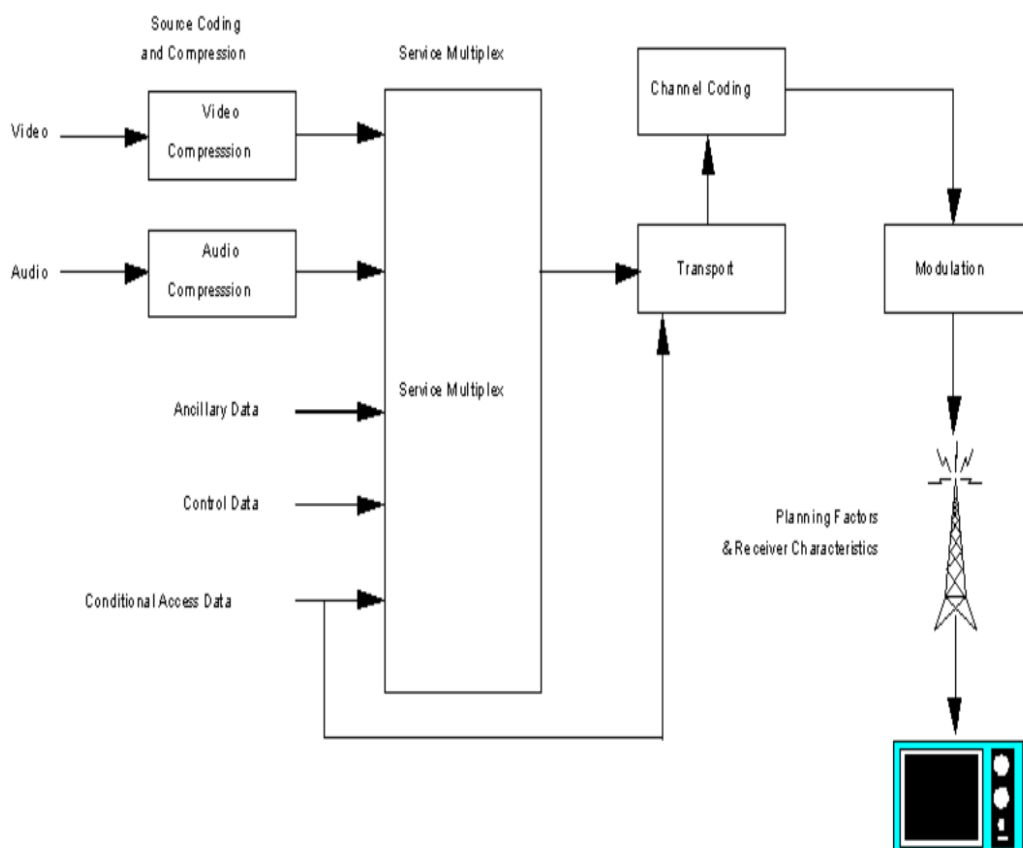 Source Coding
and Compression
Service Multiplex
Video
Video
Compresssion
Channel Coding
Audio
Audio
Compresssion
Transport
Modulation
Service Multiplex
Ancillary Data
Control Data
Planning Factors
& Receiver Characteristics
Conditional Access Data